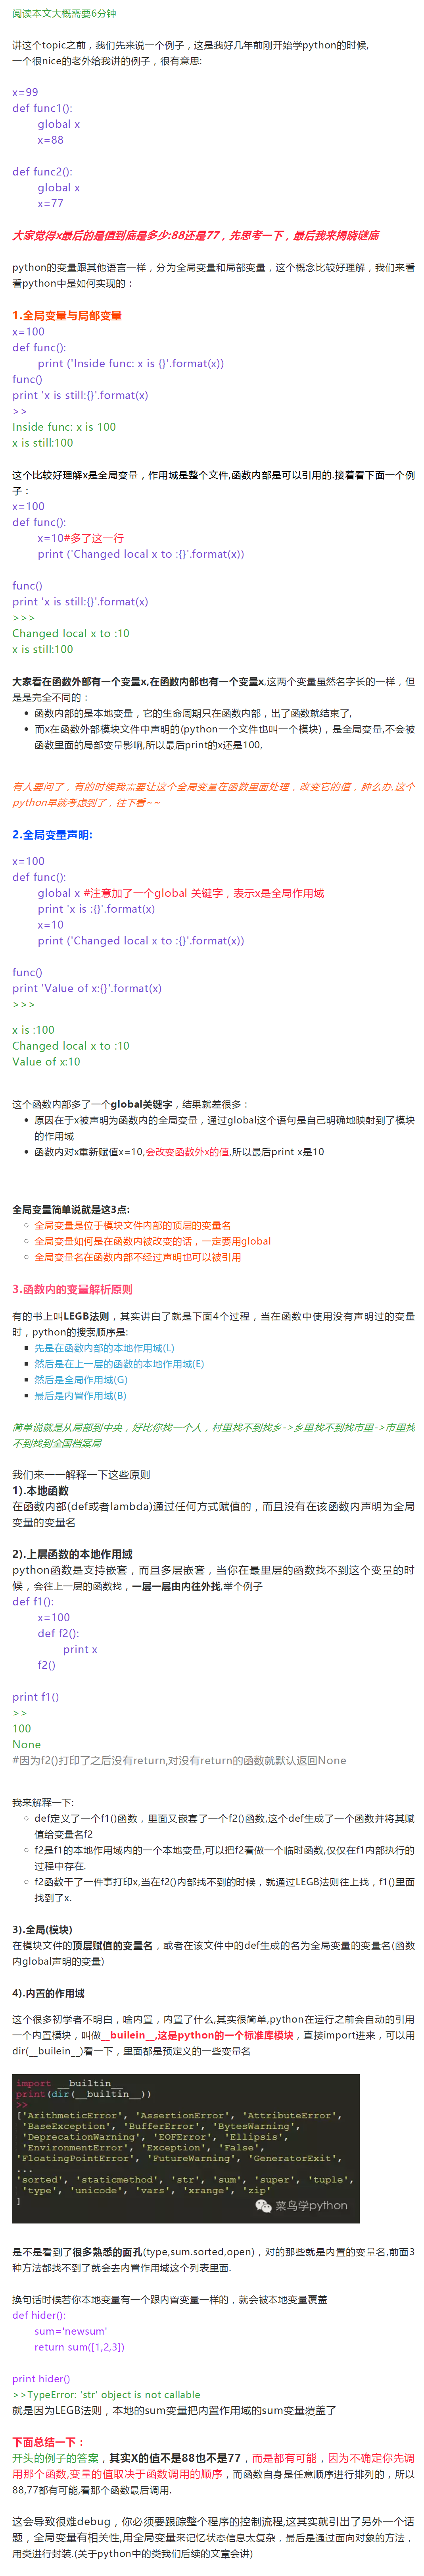 阅读本文大概需要6分钟
讲这个topic之前，我们先来说一个例子，这是我好几年前刚开始学python的时候,
一个很nice的老外给我讲的例子，很有意思:
x=99
def func1():
global x
x=88
def func2():
global x
x=77
大家觉得x最后的是值到底是多少:88还是77，先思考一下，最后我来揭晓谜底
python的变量跟其他语言一样，分为全局变量和局部变量，这个概念比较好理解，我们来看
看python中是如何实现的：
1.全局变量与局部变量
x=100
def func():
print ('Inside func: x is {}'.format(x))
func()
print 'x is still:{}'.format(x)
>>
Inside func: x is 100
x is still:100
这个比较好理解x是全局变量，作用域是整个文件,函数内部是可以引用的.接着看下面一个例
子：
x=100
def func():
x=10#多了这一行
print ('Changed local x to :{}'.format(x))
func()
print 'x is still:{}'.format(x)
>>>
Changed local x to :10
x is still:100
大家看在函数外部有一个变量x,在函数内部也有一个变量x,这两个变量虽然名字长的一样，但
是是完全不同的：
函数内部的是本地变量，它的生命周期只在函数内部，出了函数就结束了,
而x在函数外部模块文件中声明的(python一个文件也叫一个模块)，是全局变量,不会被
函数里面的局部变量影响,所以最后print的x还是100,
有人要问了，有的时候我需要让这个全局变量在函数里面处理，改变它的值，肿么办,这个
python早就考虑到了，往下看~~
2.全局变量声明:
x=100
def func():
global x #注意加了一个global 关键字，表示x是全局作用域
print 'x is :{}'.format(x)
x=10
print ('Changed local x to :{}'.format(x))
func()
print 'Value of x:{}'.format(x)
>>>
x is :100
Changed local x to :10
Value of x:10
这个函数内部多了一个global关键字，结果就差很多：
原因在于x被声明为函数内的全局变量，通过global这个语句是自己明确地映射到了模块
的作用域
函数内对x重新赋值x=10,会改变函数外x的值,所以最后print x是10
全局变量简单说就是这3点:
全局变量是位于模块文件内部的顶层的变量名
全局变量如何是在函数内被改变的话，一定要用global
全局变量名在函数内部不经过声明也可以被引用
3.函数内的变量解析原则
有的书上叫LEGB法则，其实讲白了就是下面4个过程，当在函数中使用没有声明过的变量
时，python的搜索顺序是:
先是在函数内部的本地作用域(L)
然后是在上一层的函数的本地作用域(E)
然后是全局作用域(G)
最后是内置作用域(B)
简单说就是从局部到中央，好比你找一个人，村里找不到找乡->乡里找不到找市里->市里找
不到找到全国档案局
我们来一一解释一下这些原则
1).本地函数
在函数内部(def或者lambda)通过任何方式赋值的，而且没有在该函数内声明为全局
变量的变量名
2).上层函数的本地作用域
python函数是支持嵌套，而且多层嵌套，当你在最里层的函数找不到这个变量的时
候，会往上一层的函数找，一层一层由内往外找,举个例子
def f1():
x=100
def f2():
print x
f2()
print f1()
>>
100
None
#因为f2()打印了之后没有return,对没有return的函数就默认返回None
我来解释一下:
def定义了一个f1()函数，里面又嵌套了一个f2()函数,这个def生成了一个函数并将其赋
值给变量名f2
f2是f1的本地作用域内的一个本地变量,可以把f2看做一个临时函数,仅仅在f1内部执行的
过程中存在.
f2函数干了一件事打印x,当在f2()内部找不到的时候，就通过LEGB法则往上找，f1()里面
找到了x.
3).全局(模块)
在模块文件的顶层赋值的变量名，或者在该文件中的def生成的名为全局变量的变量名(函数
内global声明的变量)
4).内置的作用域
这个很多初学者不明白，啥内置，内置了什么,其实很简单,python在运行之前会自动的引用
一个内置模块，叫做__builein__,这是python的一个标准库模块，直接import进来，可以用
dir(__builein__)看一下，里面都是预定义的一些变量名
import __builtin__
print(dir(__builtin__))
>>
['ArithmeticError', 'AssertionError', 'AttributeError',
'BaseException', 'BufferError', 'BytesWarning',
'DeprecationWarning', 'EOFError', 'Ellipsis',
'EnvironmentError', 'Exception', 'False',
'FloatingPointError', 'FutureWarning', 'GeneratorExit',
...
'sorted', 'staticmethod', 'str', 'sum', 'super', 'tuple',
'type', 'unicode', 'vars', 'xrange', 'zip'
]
菜鸟学python
是不是看到了很多熟悉的面孔(type,sum.sorted,open)，对的那些就是内置的变量名,前面3
种方法都找不到了就会去内置作用域这个列表里面.
换句话时候若你本地变量有一个跟内置变量一样的，就会被本地变量覆盖
def hider():
sum='newsum'
return sum([1,2,3])
print hider()
>>TypeError: 'str' object is not callable
就是因为LEGB法则，本地的sum变量把内置作用域的sum变量覆盖了
下面总结一下：
开头的例子的答案，其实X的值不是88也不是77，而是都有可能，因为不确定你先调
用那个函数,变量的值取决于函数调用的顺序，而函数自身是任意顺序进行排列的，所以
88,77都有可能,看那个函数最后调用.
这会导致很难debug，你必须要跟踪整个程序的控制流程,这其实就引出了另外一个话
题，全局变量有相关性,用全局变量来记忆状态信息太复杂，最后是通过面向对象的方法，
用类进行封装.(关于python中的类我们后续的文章会讲)